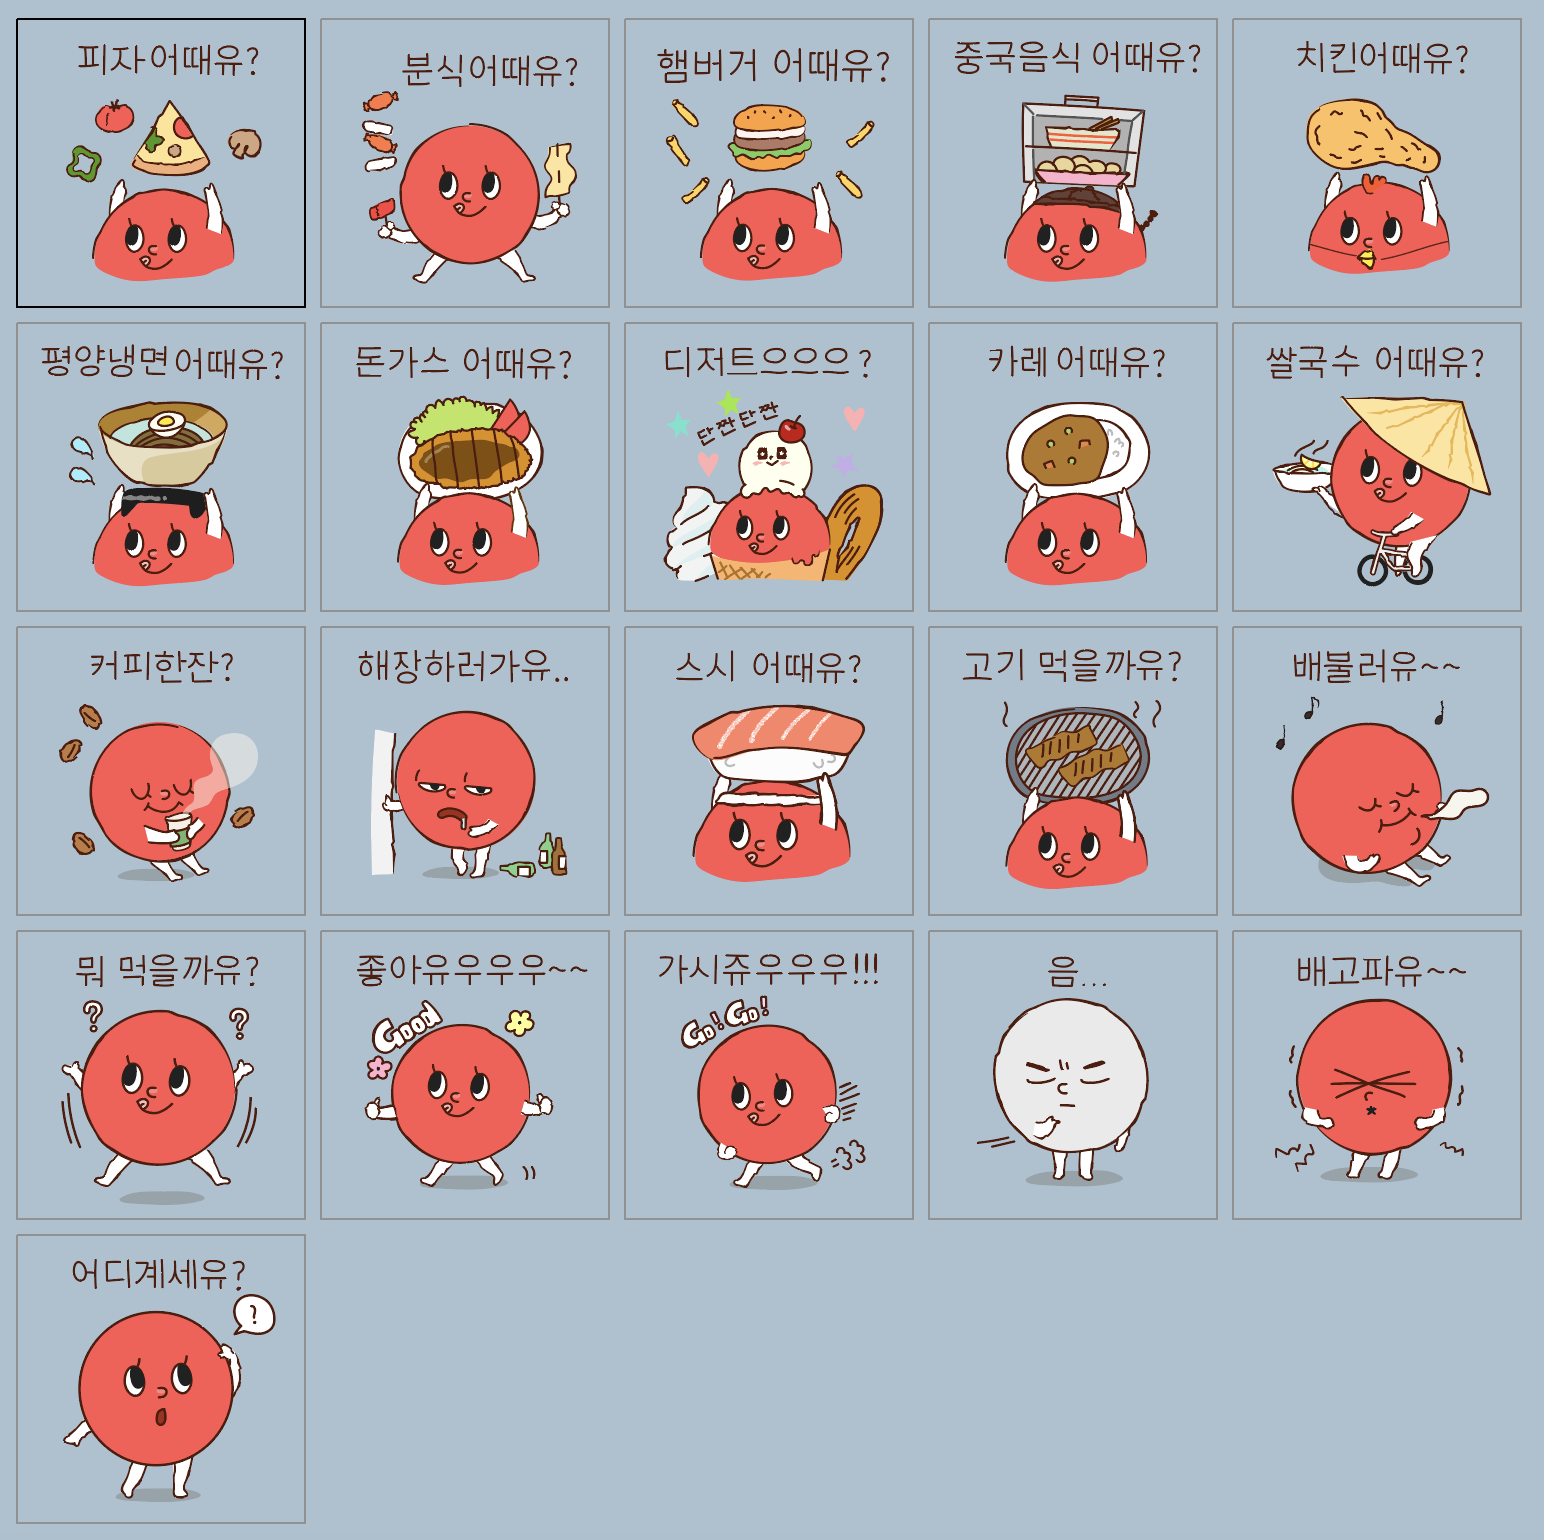 피자어때유?
분식어때유?
햄버거 어때유?
중국음식 어때유?
치킨어때유?
평양냉면어때유?
돈가스 어때유?
디저트으으으?
단짠단짠
카레어때유?
쌀국수 어때유?
커피한잔?
해장하러가유..
스시 어때유?
고기 먹을까유?
배불러유~~
뭐 먹을까유?
?
?
좋아유우우우~~
Good
가시쥬우우우!!!
Go! Go!
음...
배고파유~~
어디계세유?
?